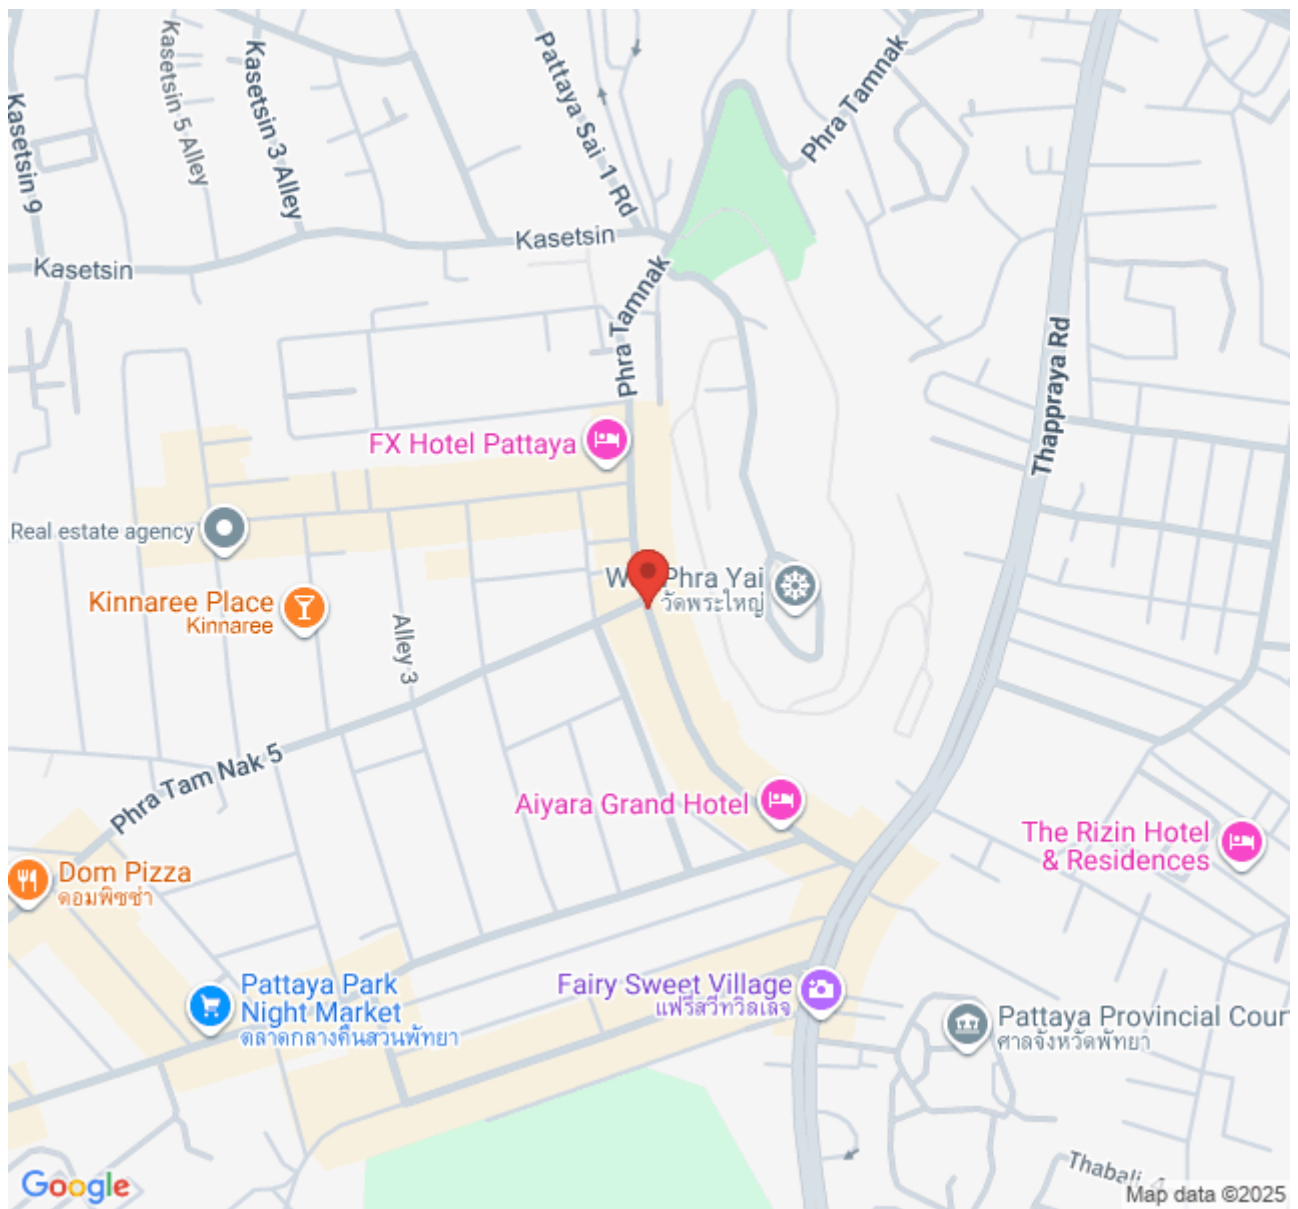 Kasetsin 9
Kasetsin 5 Alley
Kasetsin 3 Alley
Pattaya Sai 1 Rd
Phra Tamnak
Kasetsin
Kasetsin
Phra Tamnak
Thappraya Rd
FX Hotel Pattaya
Real estate agency
Phra Yai
วัดพระใหญ่
Kinnaree Place
Kinnaree
Alley 3
Phra Tam Nak 5
Aiyara Grand Hotel
The Rizin Hotel
& Residences
Dom Pizza
ดอมพิซซ่า
Pattaya Park
Night Market
ตลาดกลางคืนสวนพัทยา
Fairy Sweet Village
แฟรี่สวีทวิลเลจ
Pattaya Provincial Cour
ศาลจังหวัดพัทยา
Thabali 4
Google
Map data ©2025